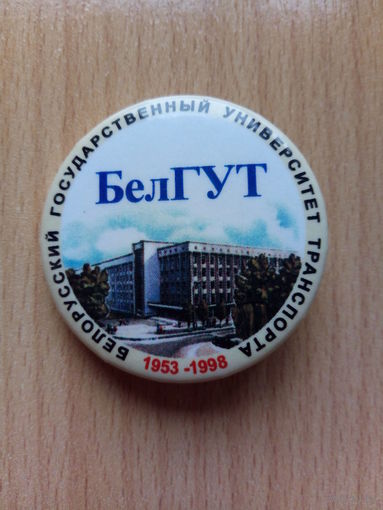 БЕЛОРУССКИЙ ГОСУДАРСТВЕННЫЙ УНИВЕРСИТЕТ ТРАНСПОРТА
БелГУТ
1953 -1998